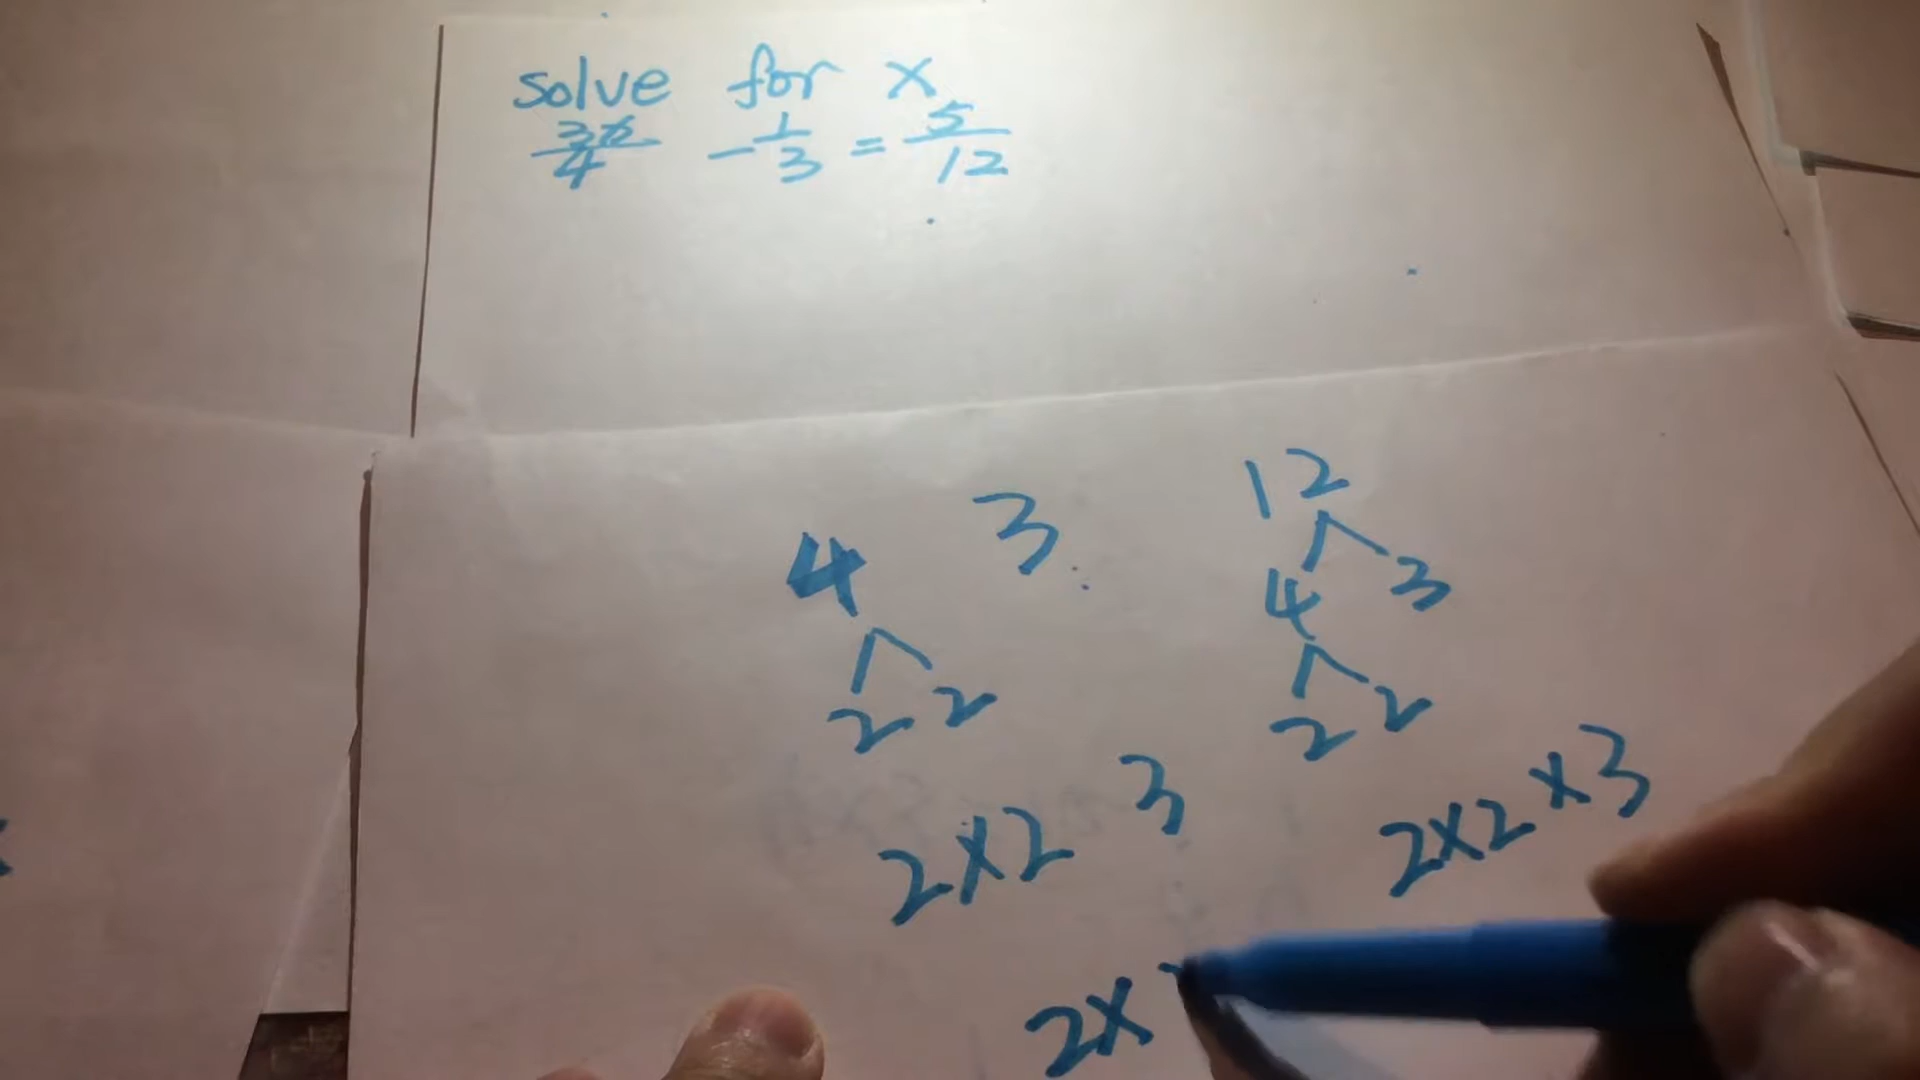 solve for x
3x/4 - 1/3 = 5/12
4 3 12
4 3
2 2 2 2
2x2 3 2x2x3
2x